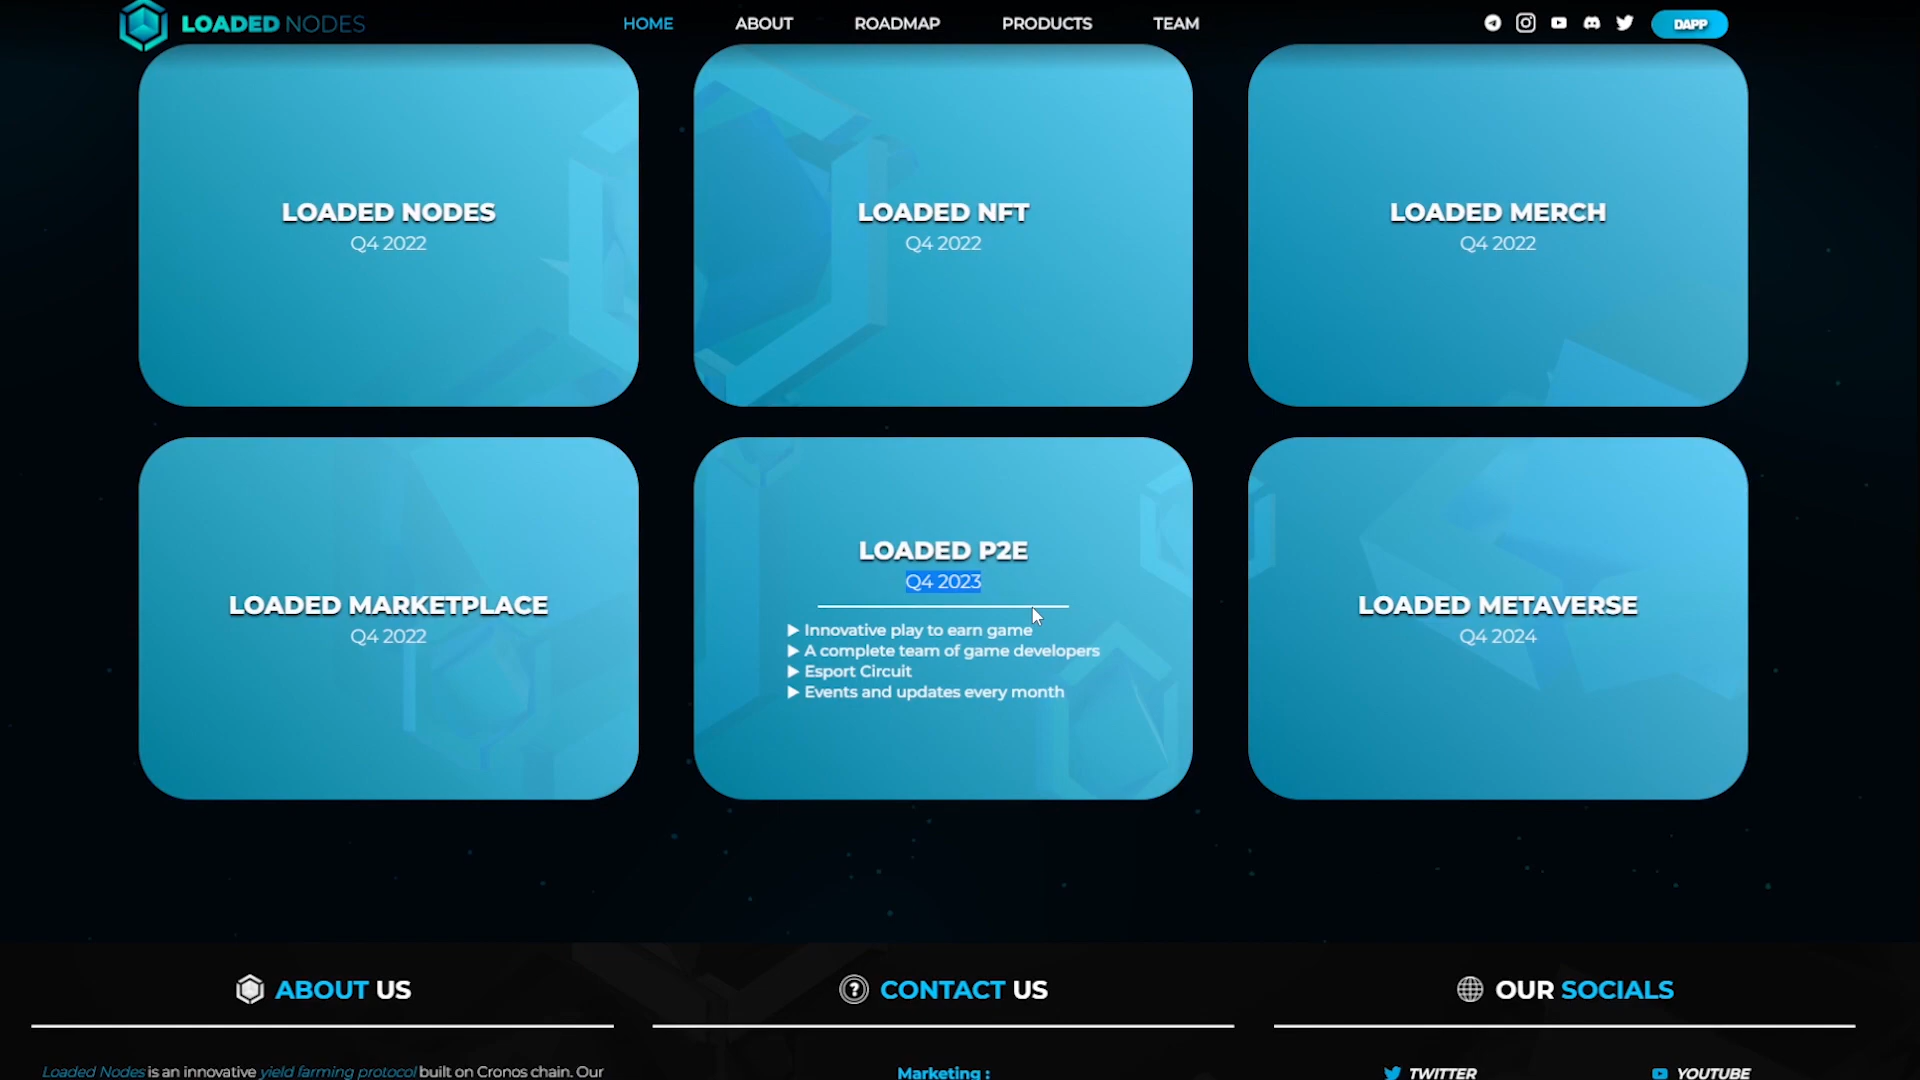 LOADED NODES
HOME
ABOUT
ROADMAP
PRODUCTS
TEAM
DAPP
LOADED NODES
Q4 2022
LOADED NFT
Q4 2022
LOADED MERCH
Q4 2022
LOADED MARKETPLACE
Q4 2022
LOADED P2E
Q4 2023
▶ Innovative play to earn game
▶ A complete team of game developers
▶ Esport Circuit
▶ Events and updates every month
LOADED METAVERSE
Q4 2024
ABOUT US
Loaded Nodes is an innovative yield farming protocol built on Cronos chain. Our
CONTACT US
Marketing :
OUR SOCIALS
TWITTER
YOUTUBE